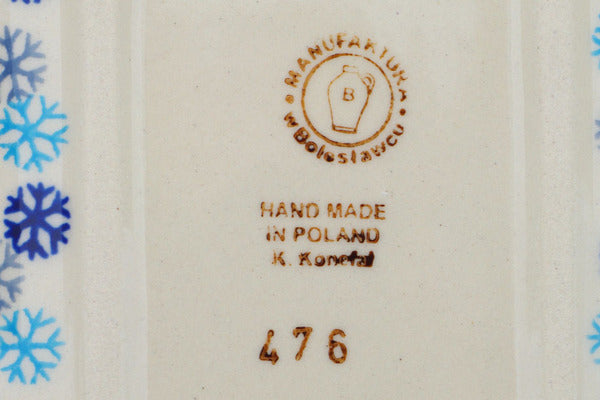 MANUFAKTURA
B
w Bolesławcu
HAND MADE
IN POLAND
K. Konefał
476